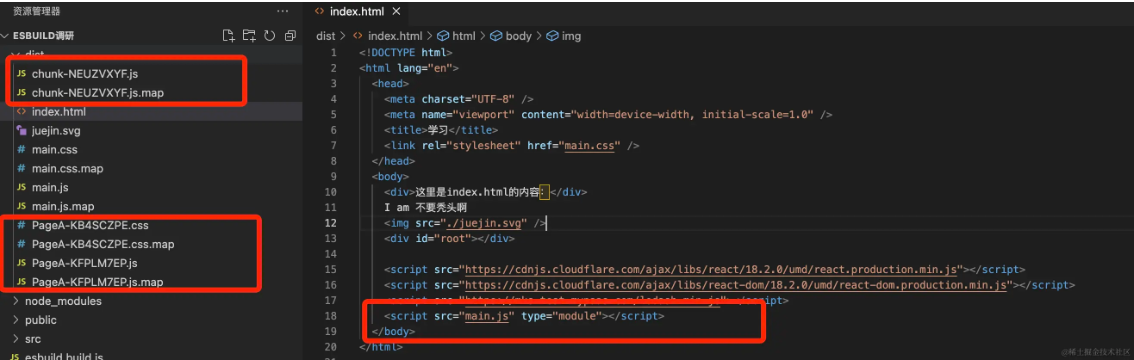 资源管理器
···
index.html
ESBUILD调研
dist > index.html > html > body > img
dist
chunk-NEUZVXYF.js
chunk-NEUZVXYF.js.map
index.html
juejin.svg
main.css
main.css.map
main.js
main.js.map
PageA-KB4SCZPE.css
PageA-KB4SCZPE.css.map
PageA-KFPLM7EP.js
PageA-KFPLM7EP.js.map
node_modules
public
src
esbuild.build.js
1 <!DOCTYPE html>
2 <html lang="en">
3 <head>
4 <meta charset="UTF-8" />
5 <meta name="viewport" content="width=device-width, initial-scale=1.0" />
6 <title>学习</title>
7 <link rel="stylesheet" href="main.css" />
8 </head>
9 <body>
10 <div>这里是index.html的内容：</div>
11 I am 不要秃头啊
12 <img src="./juejin.svg" />
13 <div id="root"></div>
14
15 <script src="https://cdnjs.cloudflare.com/ajax/libs/react/18.2.0/umd/react.production.min.js"></script>
16 <script src="https://cdnjs.cloudflare.com/ajax/libs/react-dom/18.2.0/umd/react-dom.production.min.js"></script>
17 <script
18 <script src="main.js" type="module"></script>
19 </body>
20 </html>
@稀土掘金技术社区